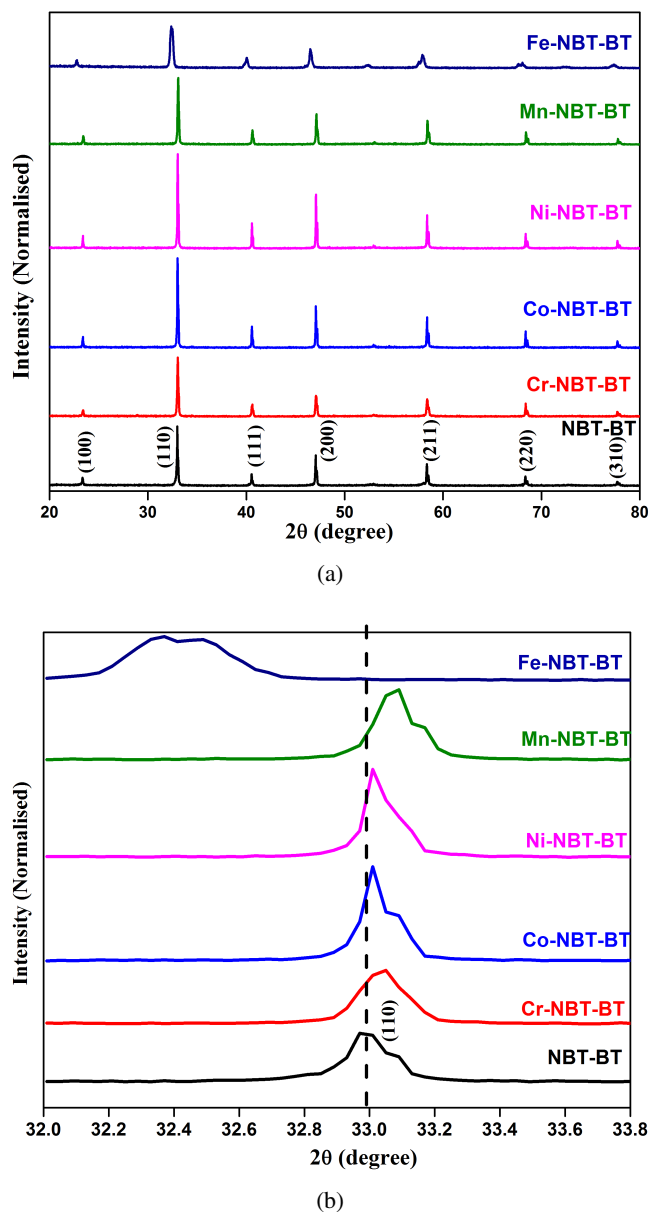 Fe-NBT-BT
Mn-NBT-BT
Ni-NBT-BT
Co-NBT-BT
Cr-NBT-BT
NBT-BT
(100)
(110)
(111)
(200)
(211)
(220)
(310)
Intensity (Normalised)
20 30 40 50 60 70 80
2θ (degree)
(a)
Fe-NBT-BT
Mn-NBT-BT
Ni-NBT-BT
Co-NBT-BT
Cr-NBT-BT
(110)
NBT-BT
Intensity (Normalised)
32.0 32.2 32.4 32.6 32.8 33.0 33.2 33.4 33.6 33.8
2θ (degree)
(b)